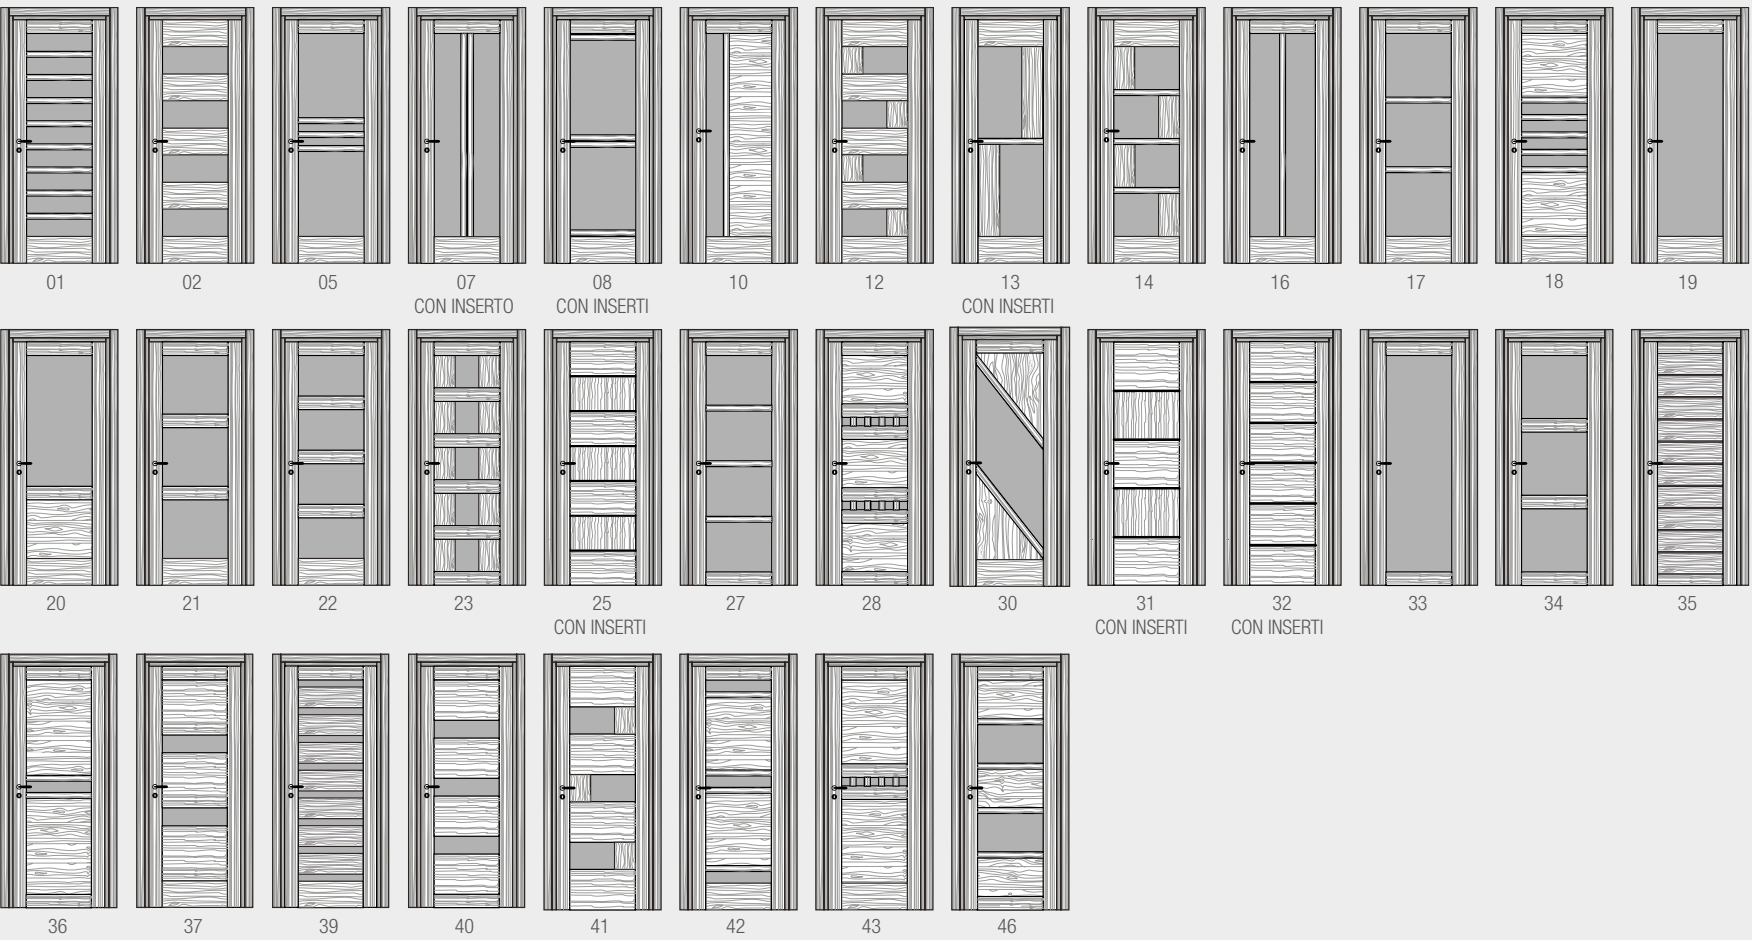 01 02 05 07 08 10 12 13 14 16 17 18 19
CON INSERTO CON INSERTI CON INSERTI
20 21 22 23 25 27 28 30 31 32 33 34 35
CON INSERTI CON INSERTI CON INSERTI
36 37 39 40 41 42 43 46